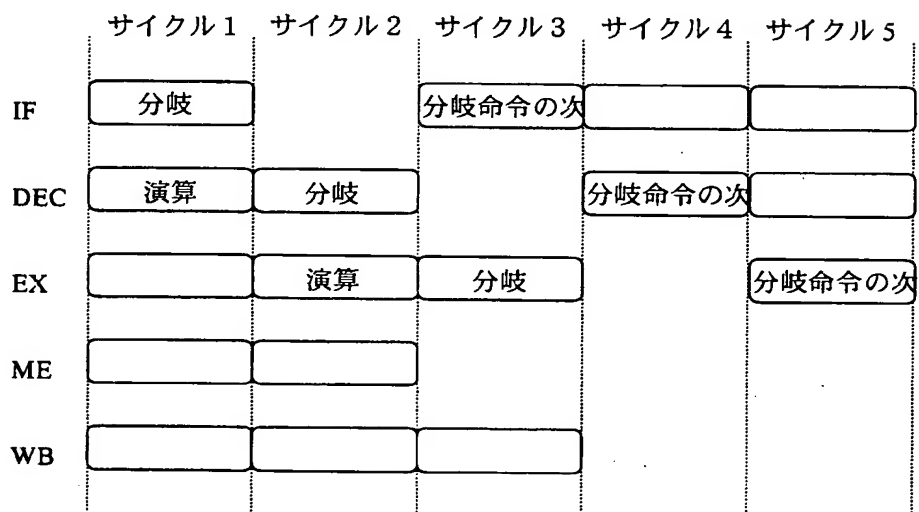 サイクル1 サイクル2 サイクル3 サイクル4 サイクル5
IF 分岐 分岐命令の次
DEC 演算 分岐 分岐命令の次
EX 演算 分岐 分岐命令の次
ME
WB